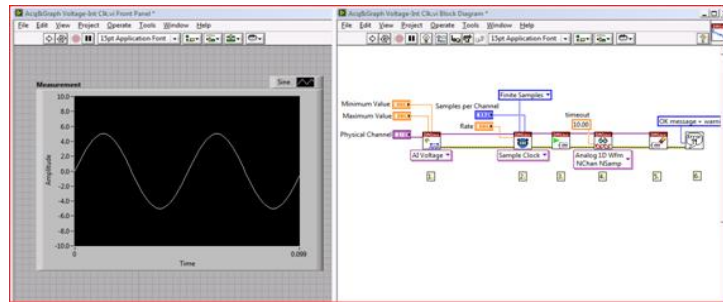 Acq&Graph Voltage-Int Clk.vi Front Panel *
File Edit View Project Operate Tools Window Help
15pt Application Font
Measurement
Sine
10.0
8.0
6.0
4.0
2.0
0.0
-2.0
-4.0
-6.0
-8.0
-10.0
Amplitude
0
0.099
Time
Acq&Graph Voltage-Int Clk.vi Block Diagram *
File Edit View Project Operate Tools Window Help
15pt Application Font
Finite Samples
Minimum Value
Samples per Channel
Maximum Value
Rate
timeout
10.00
Physical Channel
OK message + warni
AI Voltage
Sample Clock
Analog 1D Wfm
NChan NSamp
1.
2.
3.
4.
5.
6.